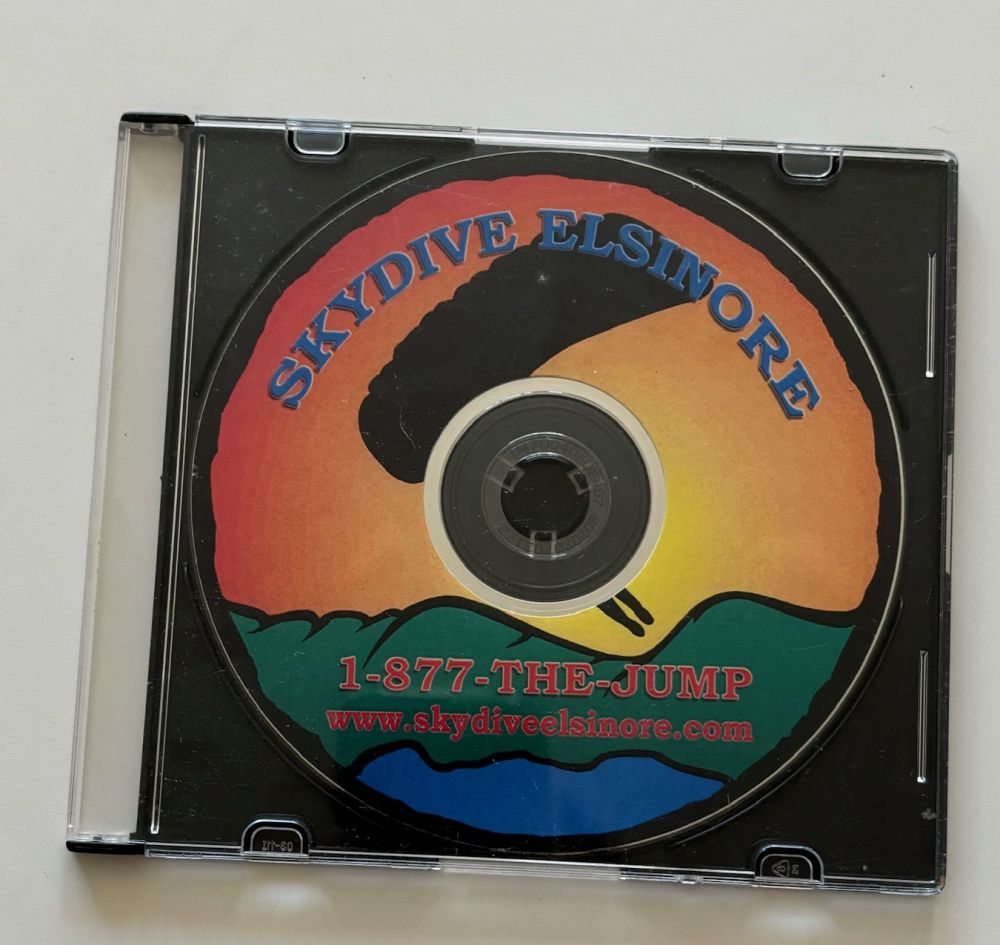 SKYDIVE ELSINORE
1-877-THE-JUMP
www.skydiveelsinore.com